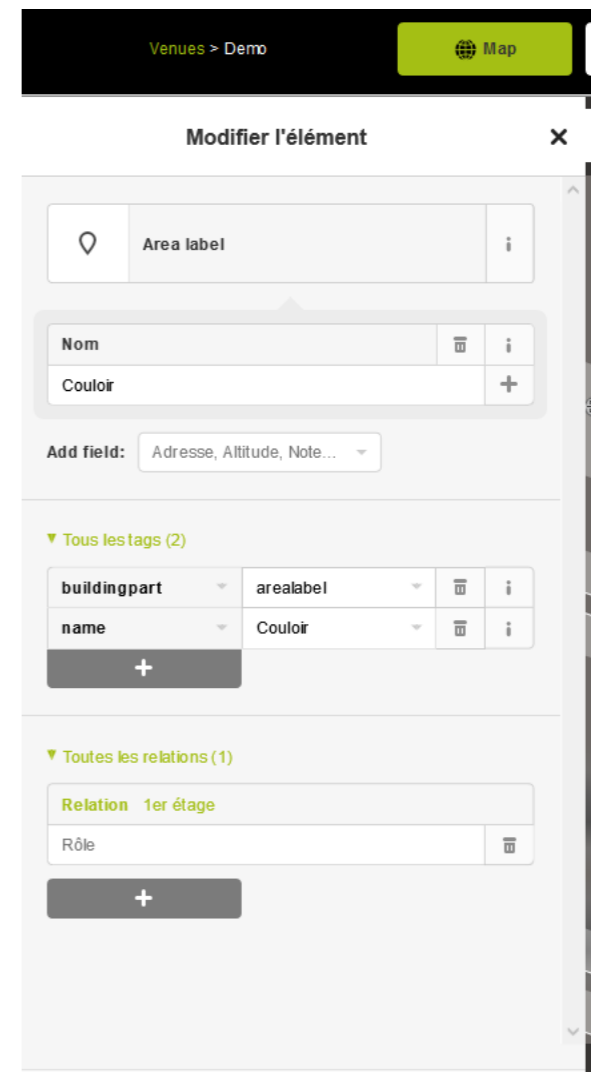 Venues > Demo
Map
Modifier l'élément
Area label
Nom
Couloir
Add field: Adresse, Altitude, Note...
Tous les tags (2)
buildingpart arealabel
name Couloir
Toutes les relations (1)
Relation 1er étage
Rôle